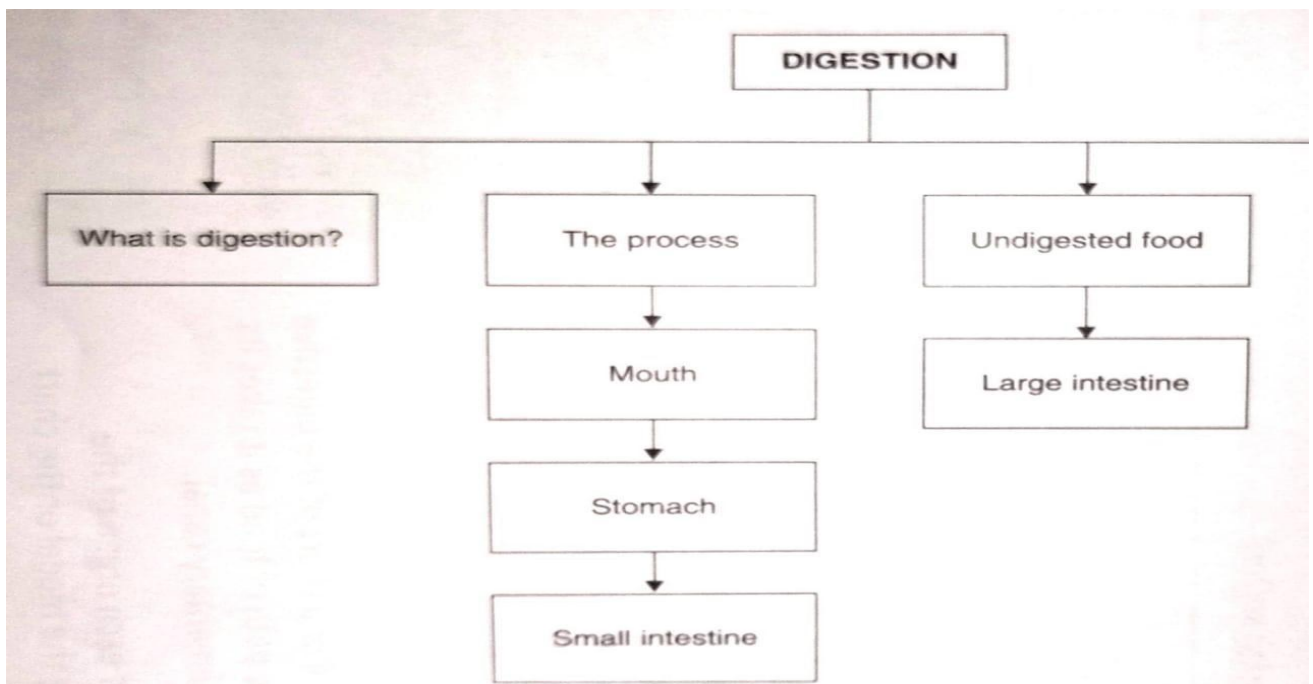 DIGESTION
What is digestion?
The process
Undigested food
Mouth
Large intestine
Stomach
Small intestine